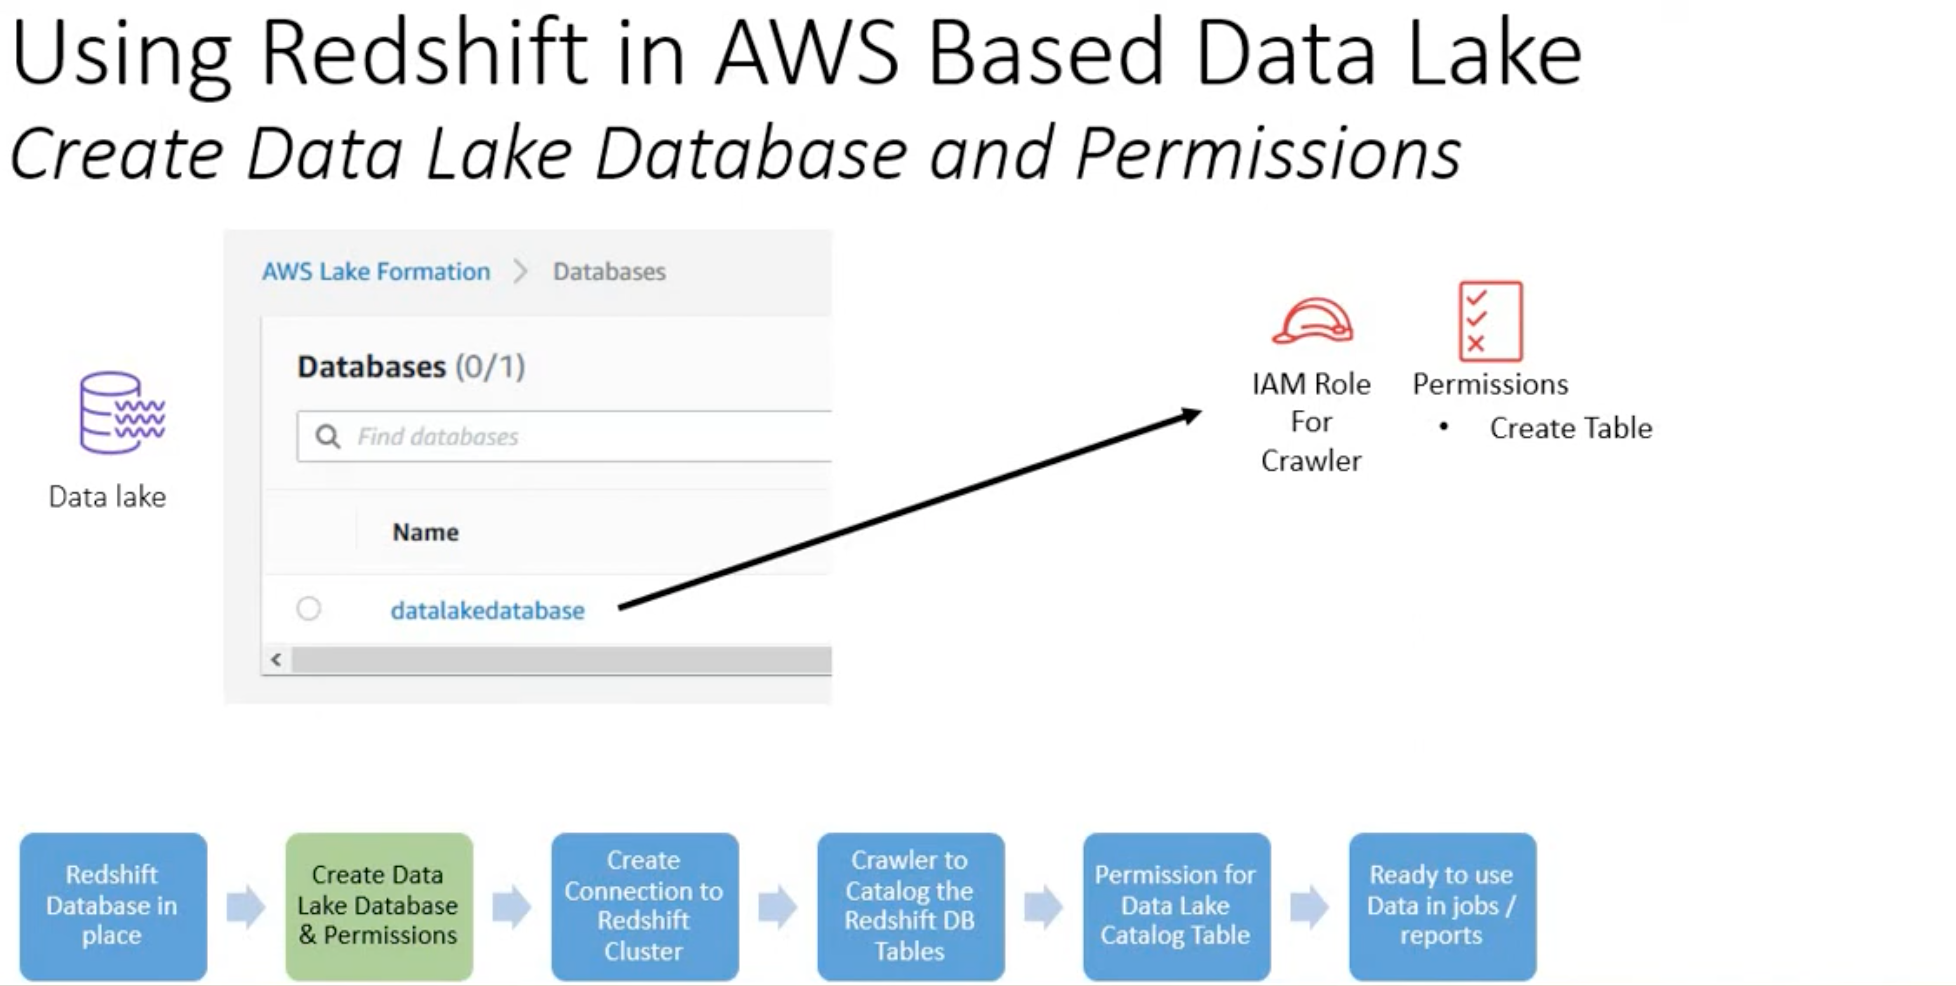 Using Redshift in AWS Based Data Lake
Create Data Lake Database and Permissions
AWS Lake Formation > Databases
Databases (0/1)
Find databases
Name
datalakedatabase
Data lake
IAM Role
For
Crawler
Permissions
• Create Table
Redshift
Database in
place
Create Data
Lake Database
& Permissions
Create
Connection to
Redshift
Cluster
Crawler to
Catalog the
Redshift DB
Tables
Permission for
Data Lake
Catalog Table
Ready to use
Data in jobs /
reports